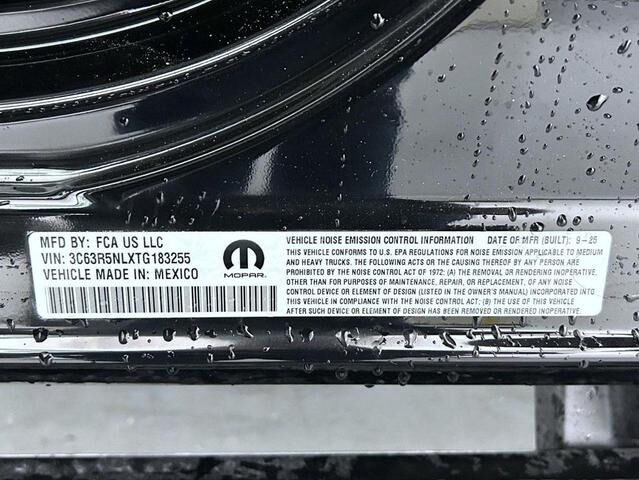 MFD BY: FCA US LLC
VIN: 3C63R5NLXTG183255
VEHICLE MADE IN: MEXICO
MOPAR
VEHICLE NOISE EMISSION CONTROL INFORMATION DATE OF MFR (BUILT): 9-25
THIS VEHICLE CONFORMS TO U.S. EPA REGULATIONS FOR NOISE EMISSION APPLICABLE TO MEDIUM
AND HEAVY TRUCKS. THE FOLLOWING ACTS OR THE CAUSING THEREOF BY ANY PERSON ARE
PROHIBITED BY THE NOISE CONTROL ACT OF 1972: (A) THE REMOVAL OR RENDERING INOPERATIVE,
OTHER THAN FOR PURPOSES OF MAINTENANCE, REPAIR, OR REPLACEMENT, OF ANY NOISE
CONTROL DEVICE OR ELEMENT OF DESIGN (LISTED IN THE OWNER'S MANUAL) INCORPORATED INTO
THIS VEHICLE IN COMPLIANCE WITH THE NOISE CONTROL ACT; (B) THE USE OF THIS VEHICLE
AFTER SUCH DEVICE OR ELEMENT OF DESIGN HAS BEEN REMOVED OR RENDERED INOPERATIVE.